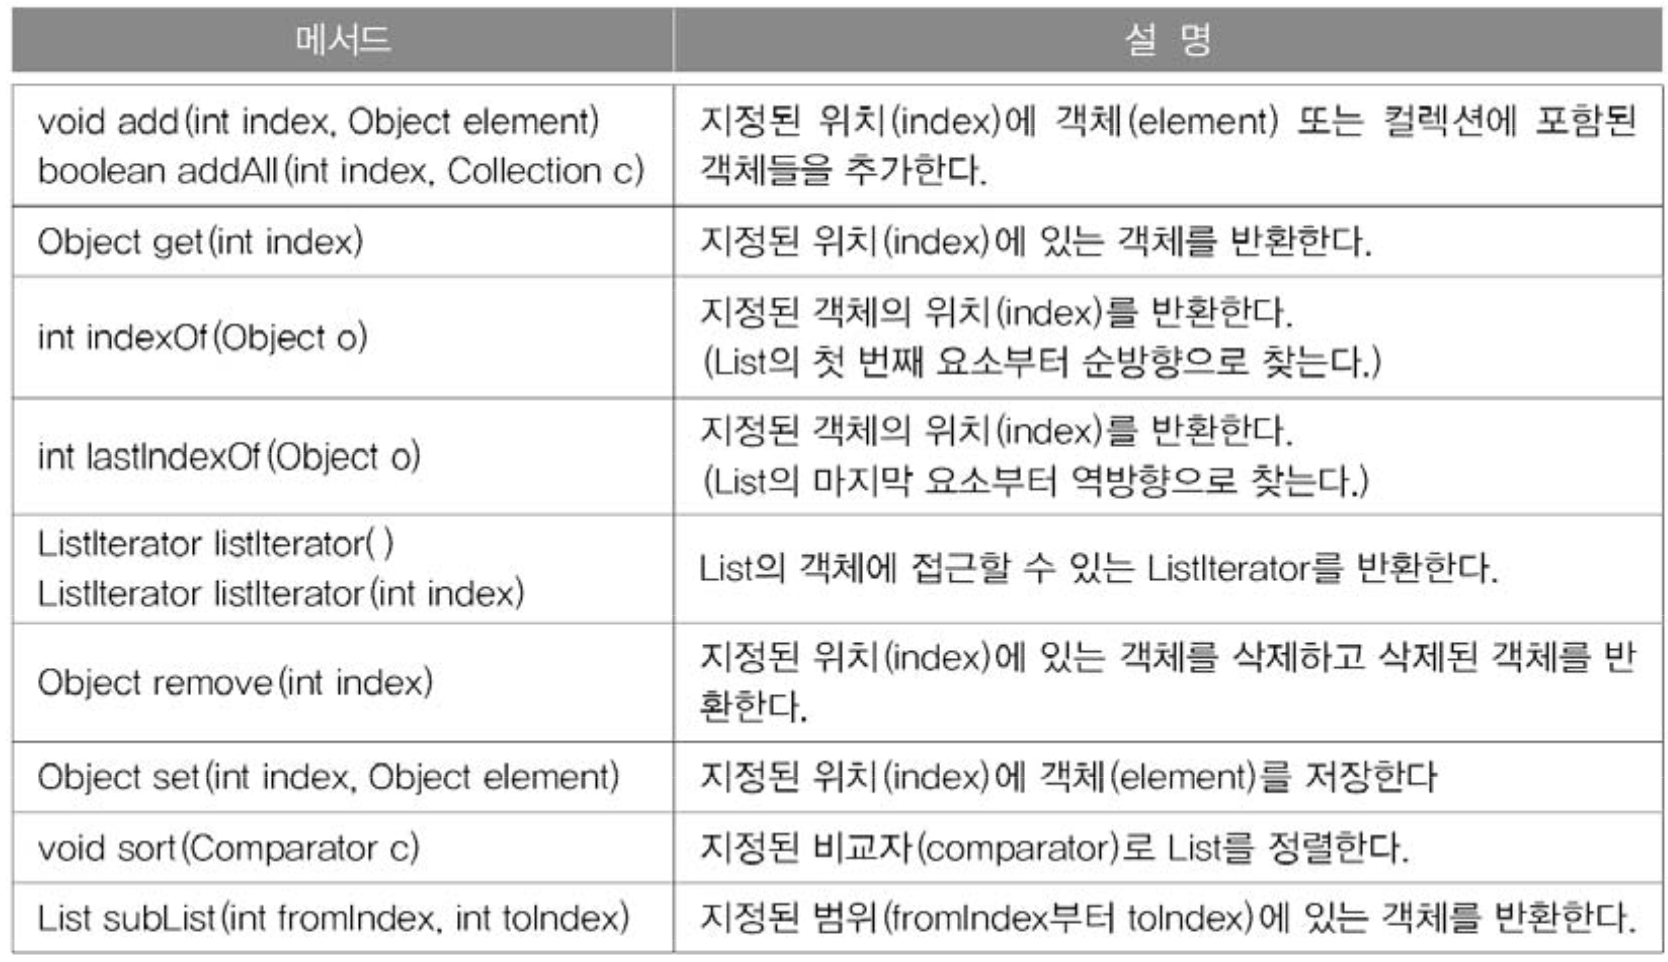 메서드
설 명
void add(int index, Object element)
boolean addAll(int index, Collection c)
지정된 위치(index)에 객체(element) 또는 컬렉션에 포함된
객체들을 추가한다.
Object get(int index)
지정된 위치(index)에 있는 객체를 반환한다.
int indexOf(Object o)
지정된 객체의 위치(index)를 반환한다.
(List의 첫 번째 요소부터 순방향으로 찾는다.)
int lastIndexOf(Object o)
지정된 객체의 위치(index)를 반환한다.
(List의 마지막 요소부터 역방향으로 찾는다.)
ListIterator listIterator( )
ListIterator listIterator(int index)
List의 객체에 접근할 수 있는 ListIterator를 반환한다.
Object remove(int index)
지정된 위치(index)에 있는 객체를 삭제하고 삭제된 객체를 반
환한다.
Object set(int index, Object element)
지정된 위치(index)에 객체(element)를 저장한다
void sort(Comparator c)
지정된 비교자(comparator)로 List를 정렬한다.
List subList(int fromIndex, int toIndex)
지정된 범위(fromIndex부터 toIndex)에 있는 객체를 반환한다.